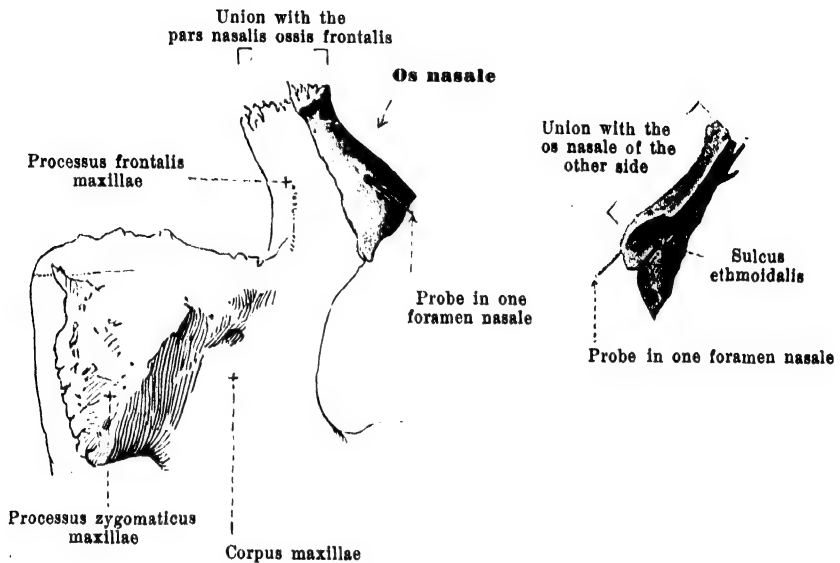 Union with the
pars nasalis ossis frontalis
Os nasale
Processus frontalis
maxillae
Union with the
os nasale of the
other side
Sulcus
ethmoidalis
Probe in one
foramen nasale
Probe in one foramen nasale
Processus zygomaticus
maxillae
Corpus maxillae